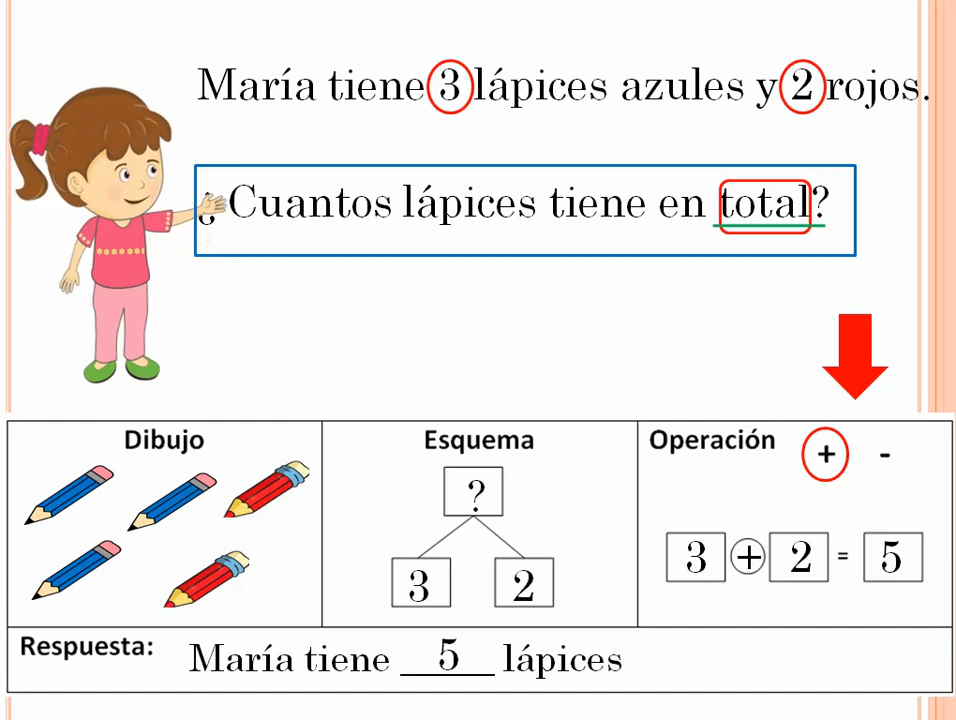 María tiene 3 lápices azules y 2 rojos.
¿Cuantos lápices tiene en total?
Dibujo
Esquema
Operación + -
?
3 2
3 + 2 = 5
Respuesta: María tiene __5__ lápices